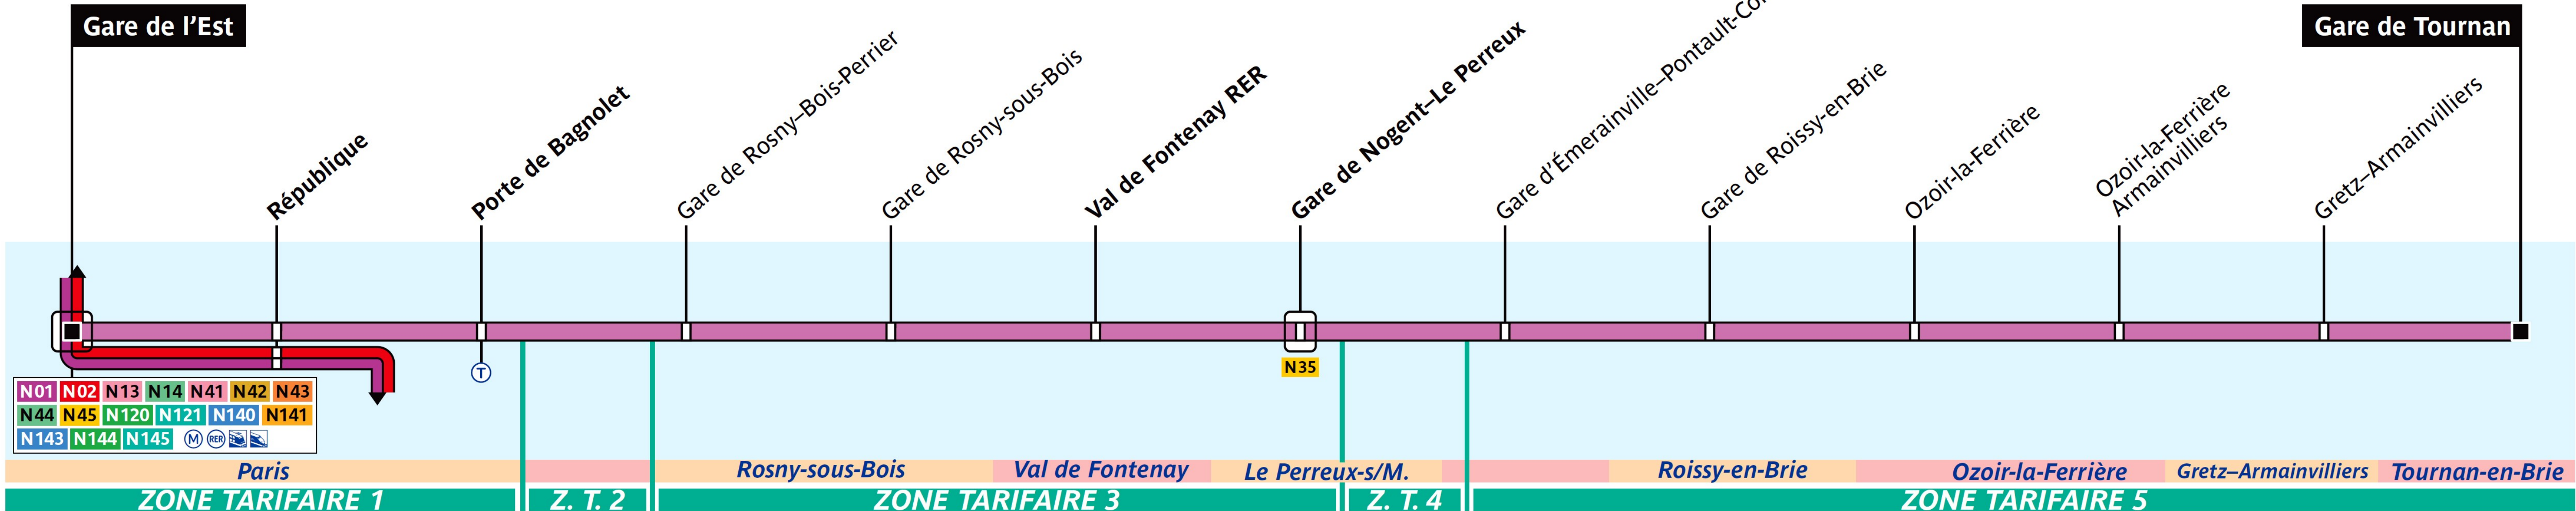 Gare de l'Est
République
Porte de Bagnolet
Gare de Rosny–Bois-Perrier
Gare de Rosny-sous-Bois
Val de Fontenay RER
Gare de Nogent–Le Perreux
Gare d'Émerainville–Pontault-Co
Gare de Roissy-en-Brie
Ozoir-la-Ferrière
Ozoir-la-Ferrière
Armainvilliers
Gretz–Armainvilliers
Gare de Tournan
T
N35
N01 N02 N13 N14 N41 N42 N43
N44 N45 N120 N121 N140 N141
N143 N144 N145 M RER
Paris
Rosny-sous-Bois
Val de Fontenay
Le Perreux-s/M.
Roissy-en-Brie
Ozoir-la-Ferrière
Gretz–Armainvilliers
Tournan-en-Brie
ZONE TARIFAIRE 1
Z. T. 2
ZONE TARIFAIRE 3
Z. T. 4
ZONE TARIFAIRE 5